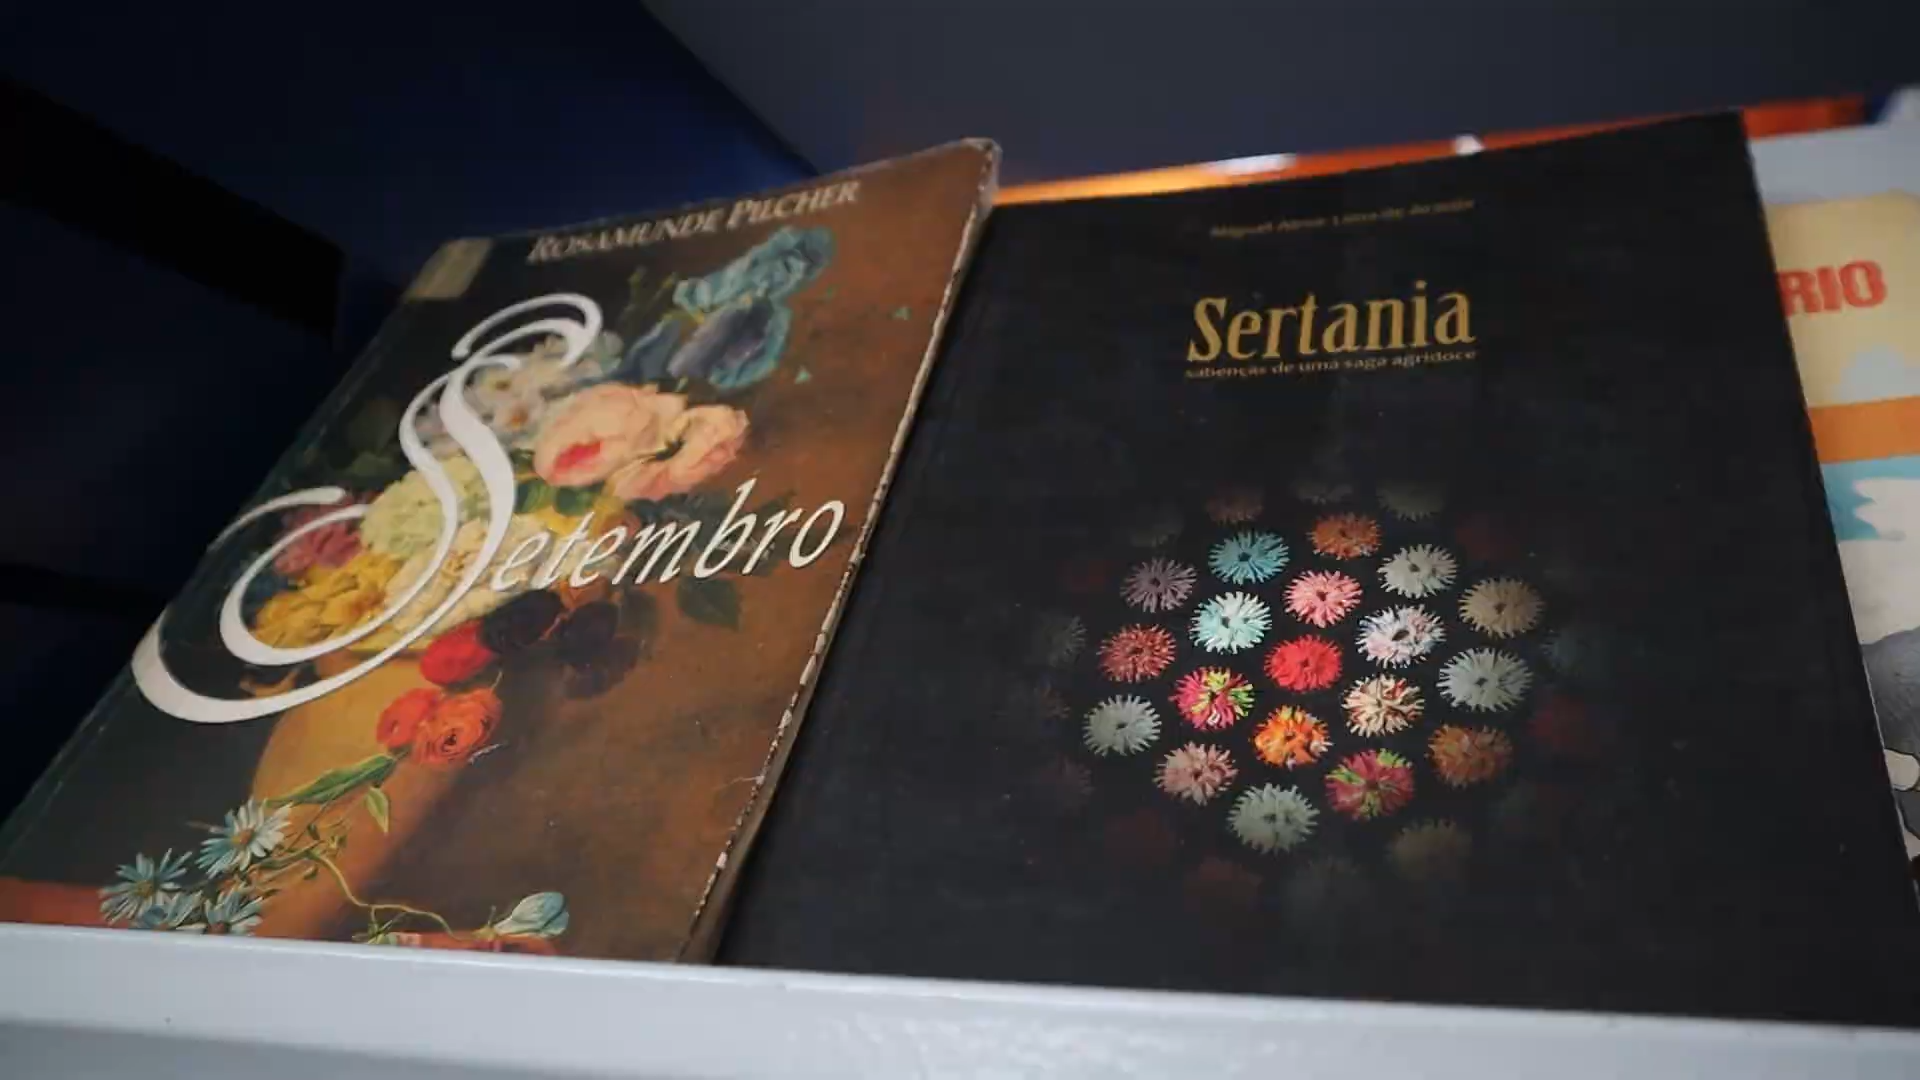 ROSAMUNDE PILCHER
Setembro
Sertania
sabenças de uma saga agridoce
RIO